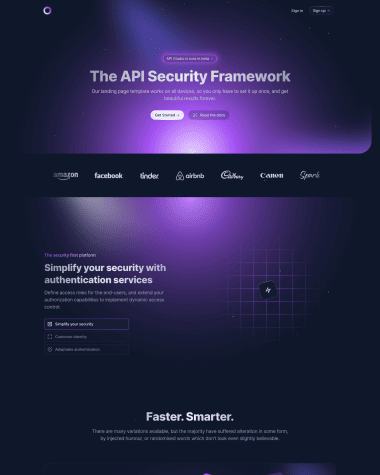 Sign in
Sign up ->
API Studio is now in beta ->
The API Security Framework
Our landing page template works on all devices, so you only have to set it up once, and get
beautiful results forever.
Get Started ->
Read the docs
amazon
facebook
tinder
airbnb
Cadbury
Canon
Spark
The security first platform
Simplify your security with
authentication services
Define access roles for the end-users, and extend your
authorization capabilities to implement dynamic access
control.
Simplify your security
Customer identity
Adaptable authentication
Faster. Smarter.
There are many variations available, but the majority have suffered alteration in some form,
by injected humour, or randomised words which don't look even slightly believable.